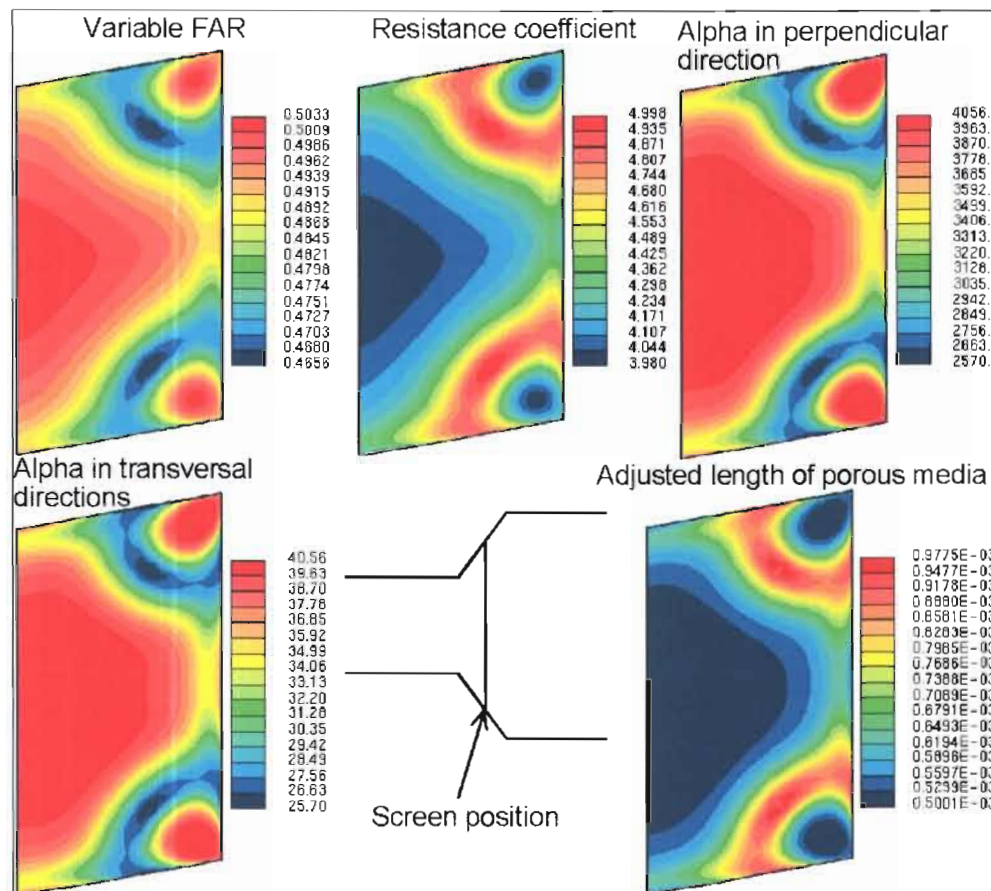 Variable FAR
0.5033
0.5009
0.4986
0.4962
0.4939
0.4915
0.4892
0.4868
0.4845
0.4821
0.4798
0.4774
0.4751
0.4727
0.4703
0.4680
0.4656
Resistance coefficient
4.998
4.935
4.871
4.807
4.744
4.680
4.616
4.553
4.489
4.425
4.362
4.298
4.234
4.171
4.107
4.044
3.980
Alpha in perpendicular
direction
4056.
3963.
3870.
3778.
3685.
3592.
3499.
3406.
3313.
3220.
3128.
3035.
2942.
2849.
2756.
2663.
2570.
Alpha in transversal
directions
40.56
39.63
38.70
37.78
36.85
35.92
34.99
34.06
33.13
32.20
31.28
30.35
29.42
28.49
27.56
26.63
25.70
Screen position
Adjusted length of porous media
0.9775E-03
0.9477E-03
0.9178E-03
0.8880E-03
0.8581E-03
0.8283E-03
0.7985E-03
0.7686E-03
0.7388E-03
0.7089E-03
0.6791E-03
0.6493E-03
0.6194E-03
0.5896E-03
0.5597E-03
0.5299E-03
0.5001E-03